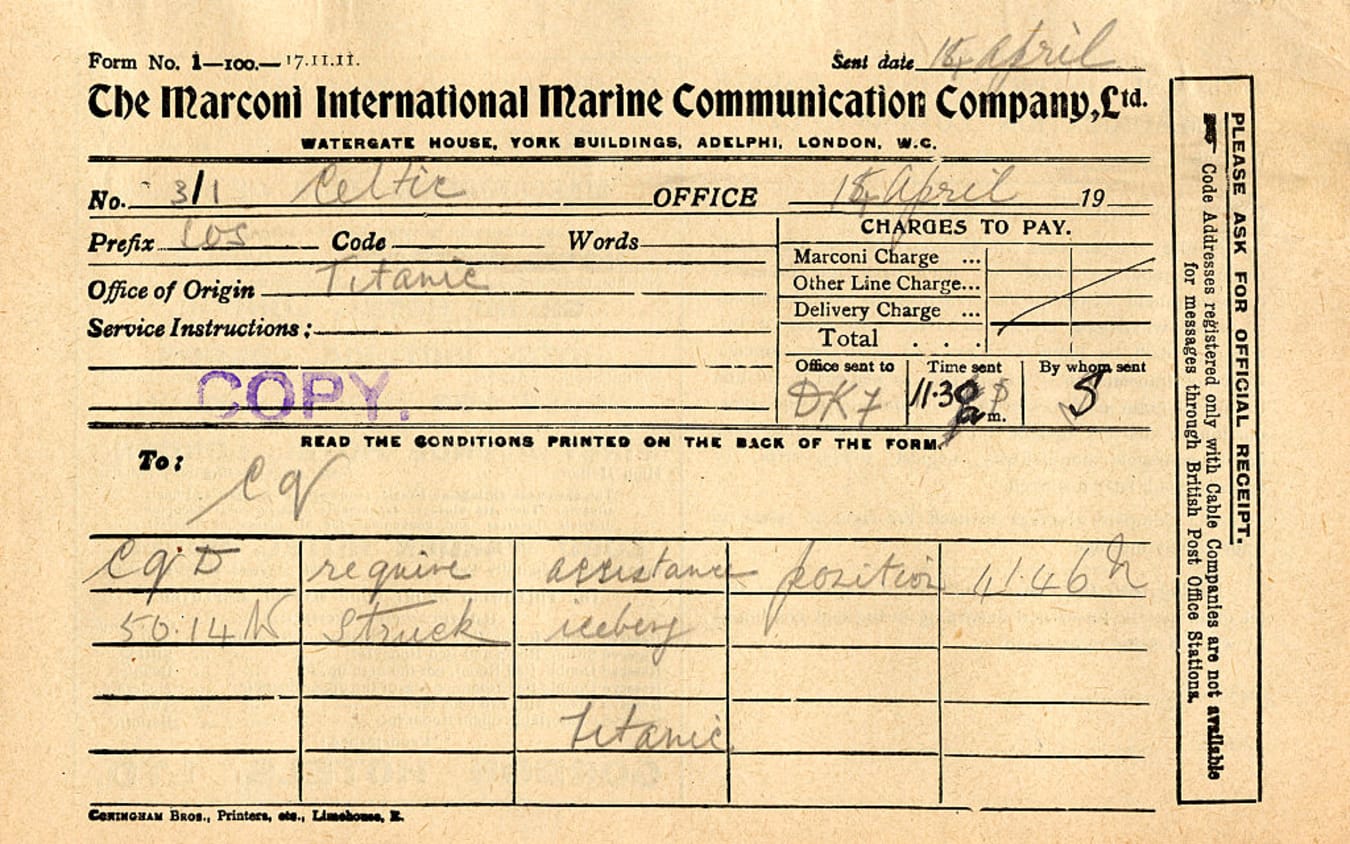 Form No. 1—100.— 17.11.11.
Sent date 15 April
The Marconi International Marine Communication Company, Ltd.
WATERGATE HOUSE, YORK BUILDINGS, ADELPHI, LONDON, W.C.
No. 3/1 Celtic OFFICE 15 April 19
Prefix Code Words
CHARGES TO PAY.
Marconi Charge ...
Office of Origin Titanic
Other Line Charge...
Delivery Charge ...
Service Instructions:
Total . . .
Office sent to Time sent By whom sent
DK7 11.30 m. S
COPY.
READ THE CONDITIONS PRINTED ON THE BACK OF THE FORM.
To: Cq
CqD require assistance position 41.46 N
50.14 W Struck iceberg
Titanic
CONINGHAM BROS., Printers, etc., Limehouse, E.
PLEASE ASK FOR OFFICIAL RECEIPT.
Code Addresses registered only with Cable Companies are not available
for messages through British Post Office Stations.